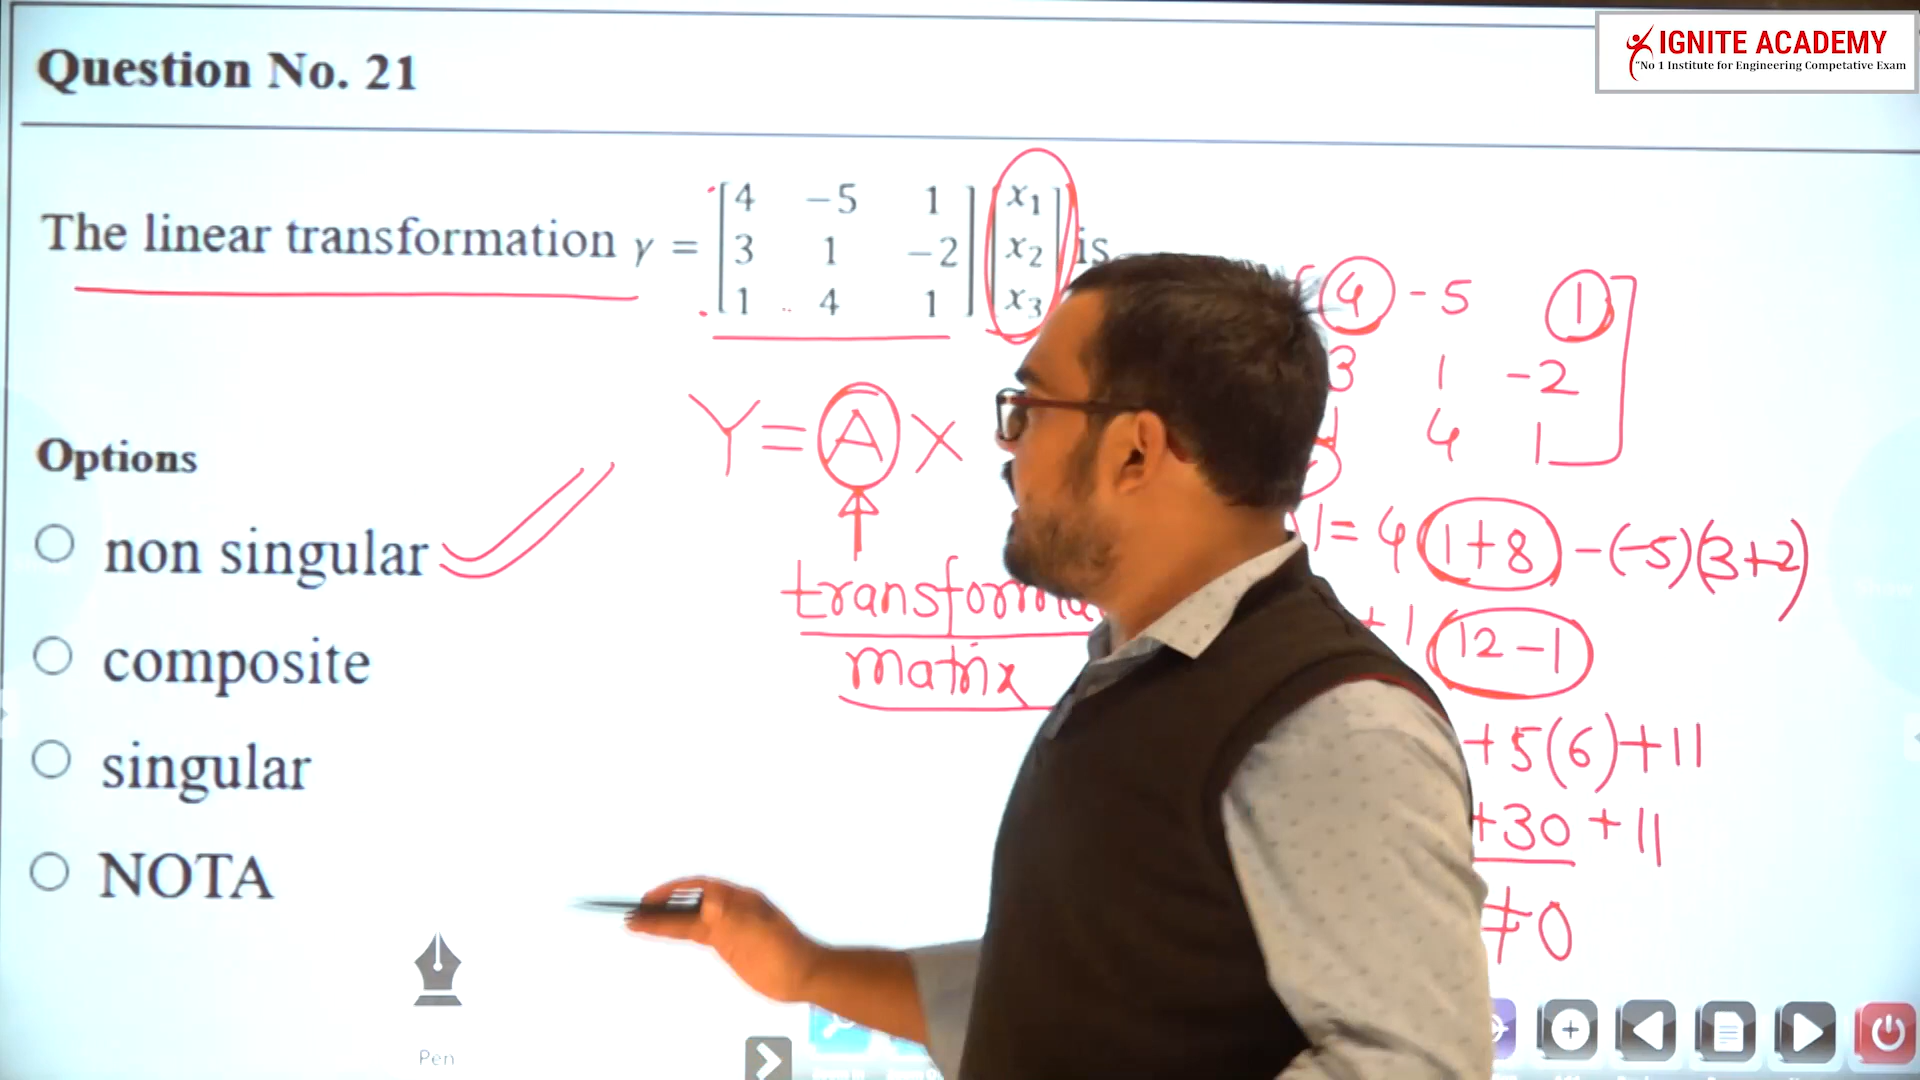 IGNITE ACADEMY
"No 1 Institute for Engineering Competative Exam
Question No. 21
The linear transformation y = [4 -5 1] [x1] is
[3 1 -2] [x2]
[1 4 1] [x3]
Y = A X
transforma
matrix
4 -5 1
3 1 -2
1 4 1
| = 4 (1+8) - (-5)(3+2)
+ 1 (12-1)
+ 5(6) + 11
+30 + 11
≠0
Options
non singular
composite
singular
NOTA
Pen